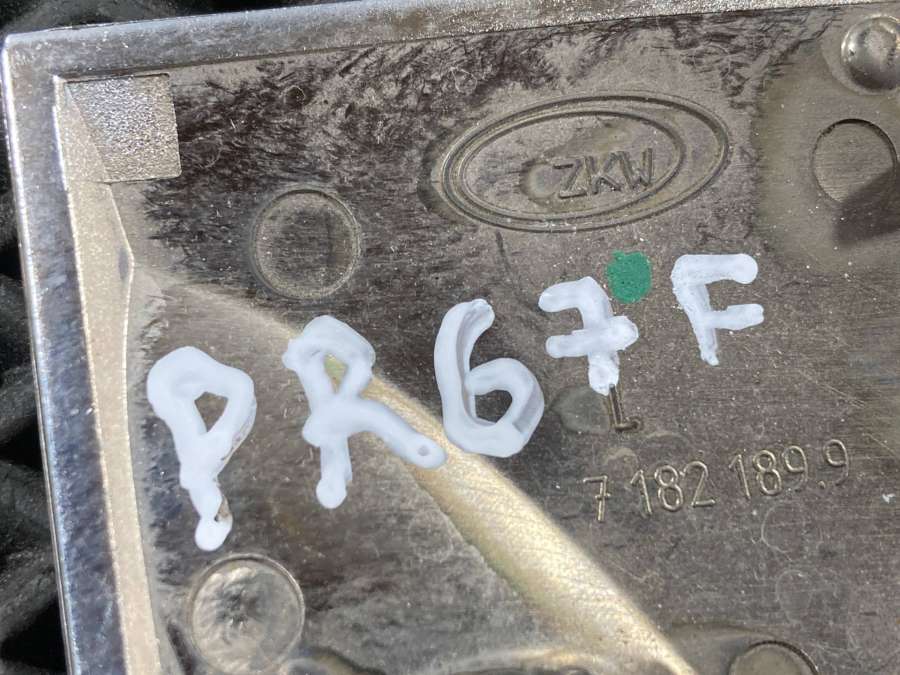 ZKW
PR67F
L
7 182 189.9